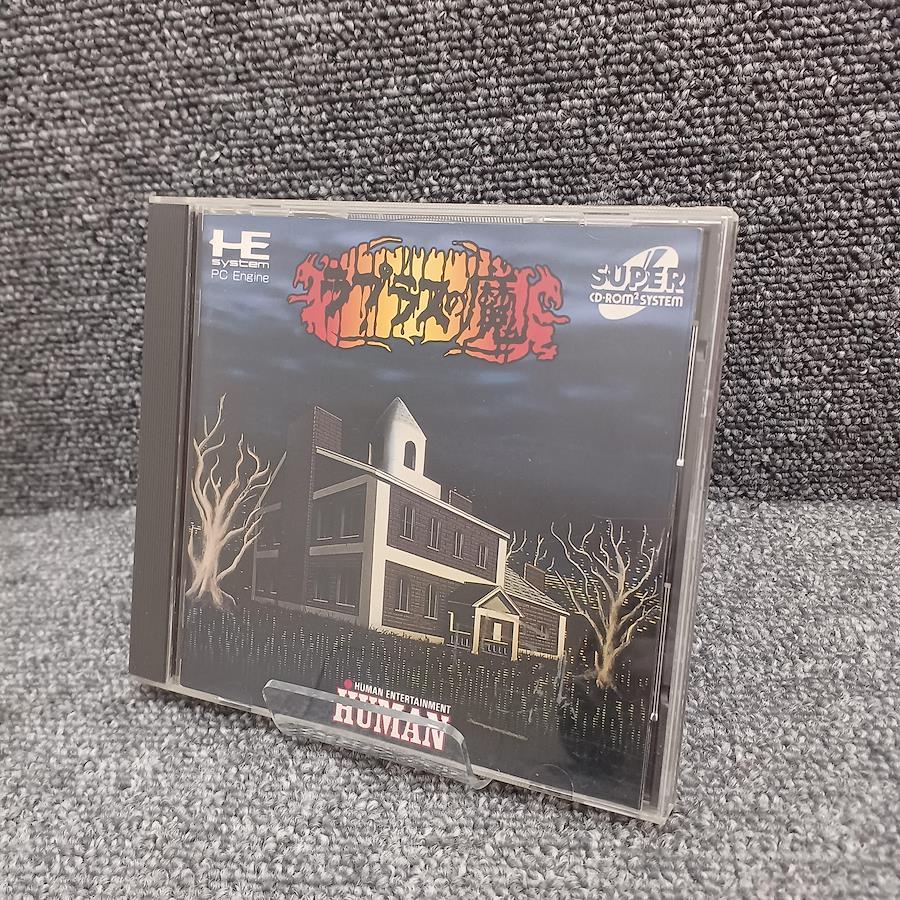 HE
system
PC Engine
ラプラスの魔
SUPER
CD-ROM² SYSTEM
HUMAN ENTERTAINMENT
HUMAN